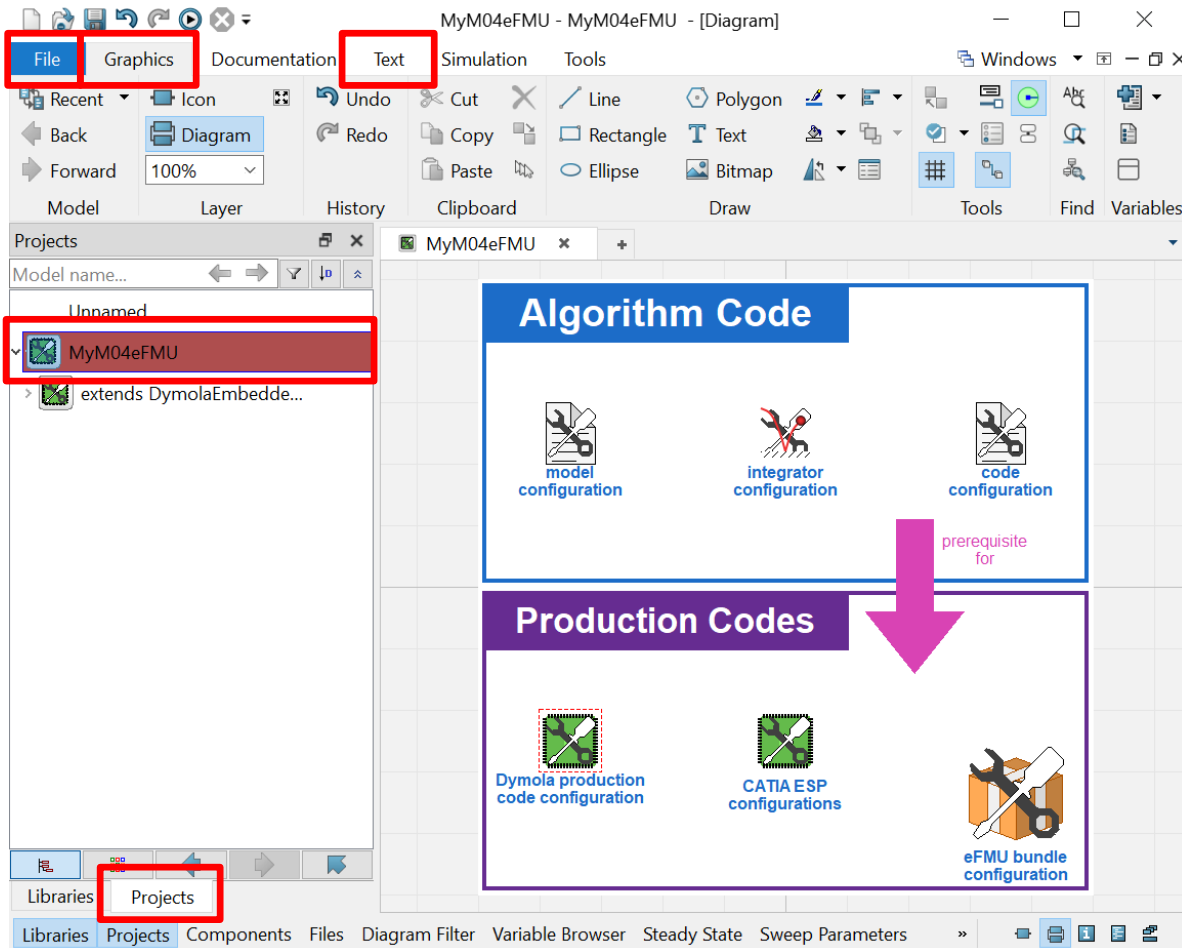 MyM04eFMU - MyM04eFMU - [Diagram]
File Graphics Documentation Text Simulation Tools Windows
Recent Icon Undo Cut Line Polygon Abc
Back Diagram Redo Copy Rectangle Text
Forward 100% Paste Ellipse Bitmap
Model Layer History Clipboard Draw Tools Find Variables
Projects
MyM04eFMU
Model name...
Unnamed
MyM04eFMU
extends DymolaEmbedde...
Algorithm Code
model
configuration
integrator
configuration
code
configuration
prerequisite
for
Production Codes
Dymola production
code configuration
CATIA ESP
configurations
eFMU bundle
configuration
Libraries Projects
Libraries Projects Components Files Diagram Filter Variable Browser Steady State Sweep Parameters »